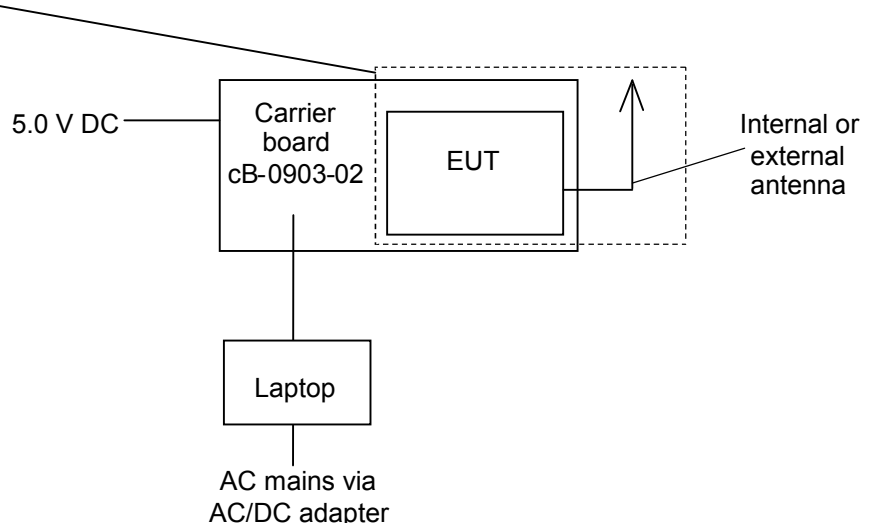 5.0 V DC
Carrier
board
cB-0903-02
EUT
Internal or
external
antenna
Laptop
AC mains via
AC/DC adapter